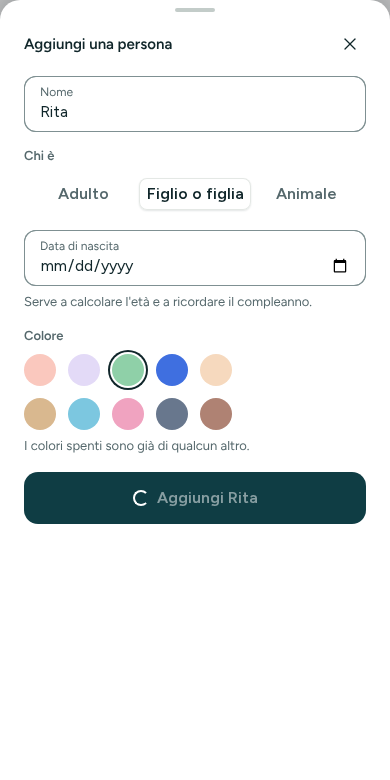 Aggiungi una persona
Nome
Rita
Chi è
Adulto
Figlio o figlia
Animale
Data di nascita
mm/dd/yyyy
Serve a calcolare l'età e a ricordare il compleanno.
Colore
I colori spenti sono già di qualcun altro.
Aggiungi Rita